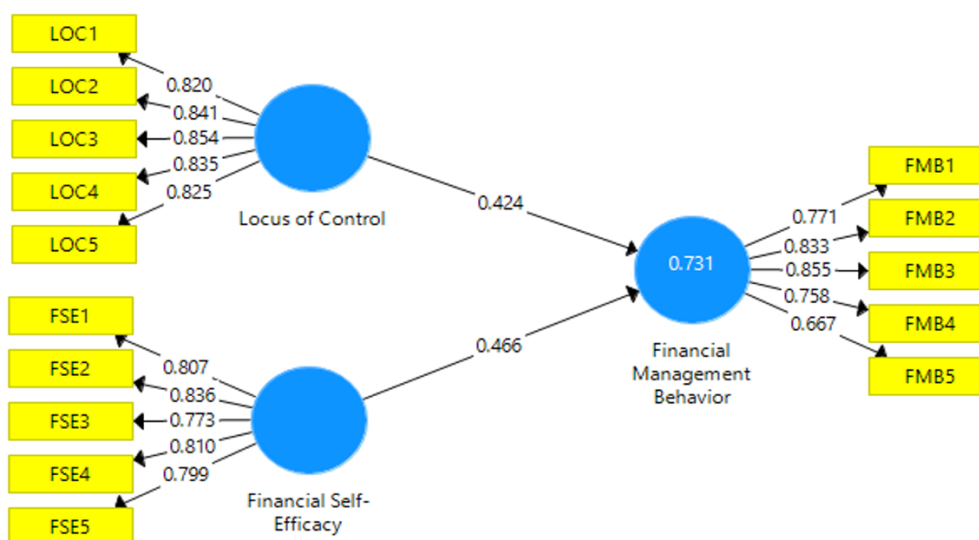 LOC1
LOC2
LOC3
LOC4
LOC5
0.820
0.841
0.854
0.835
0.825
Locus of Control
0.424
FSE1
FSE2
FSE3
FSE4
FSE5
0.807
0.836
0.773
0.810
0.799
Financial Self-
Efficacy
0.466
0.731
Financial
Management
Behavior
0.771
0.833
0.855
0.758
0.667
FMB1
FMB2
FMB3
FMB4
FMB5